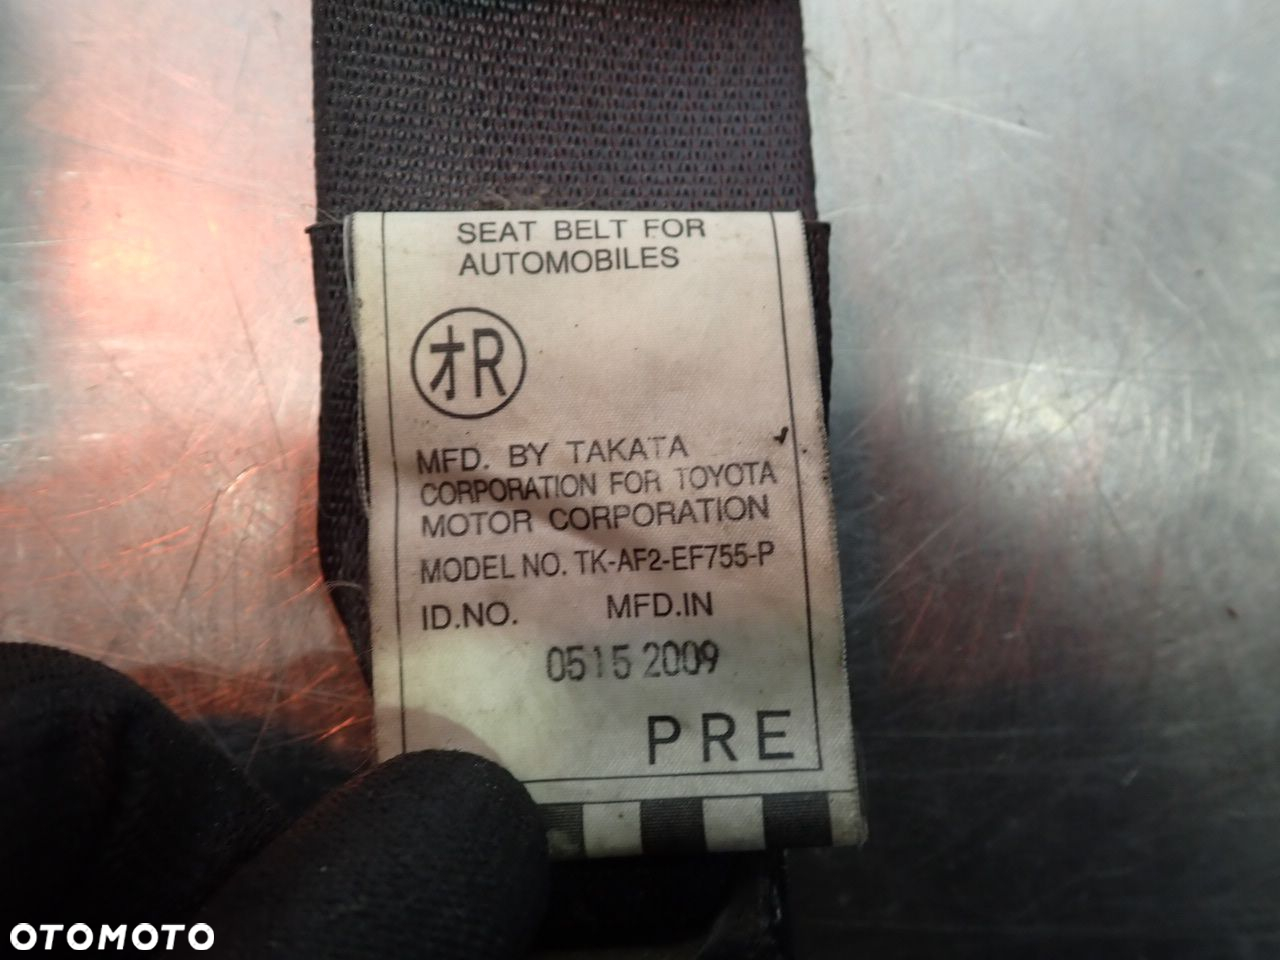 SEAT BELT FOR
AUTOMOBILES
オR
MFD. BY TAKATA
CORPORATION FOR TOYOTA
MOTOR CORPORATION
MODEL NO. TK-AF2-EF755-P
ID.NO. MFD.IN
0515 2009
PRE
OTOMOTO